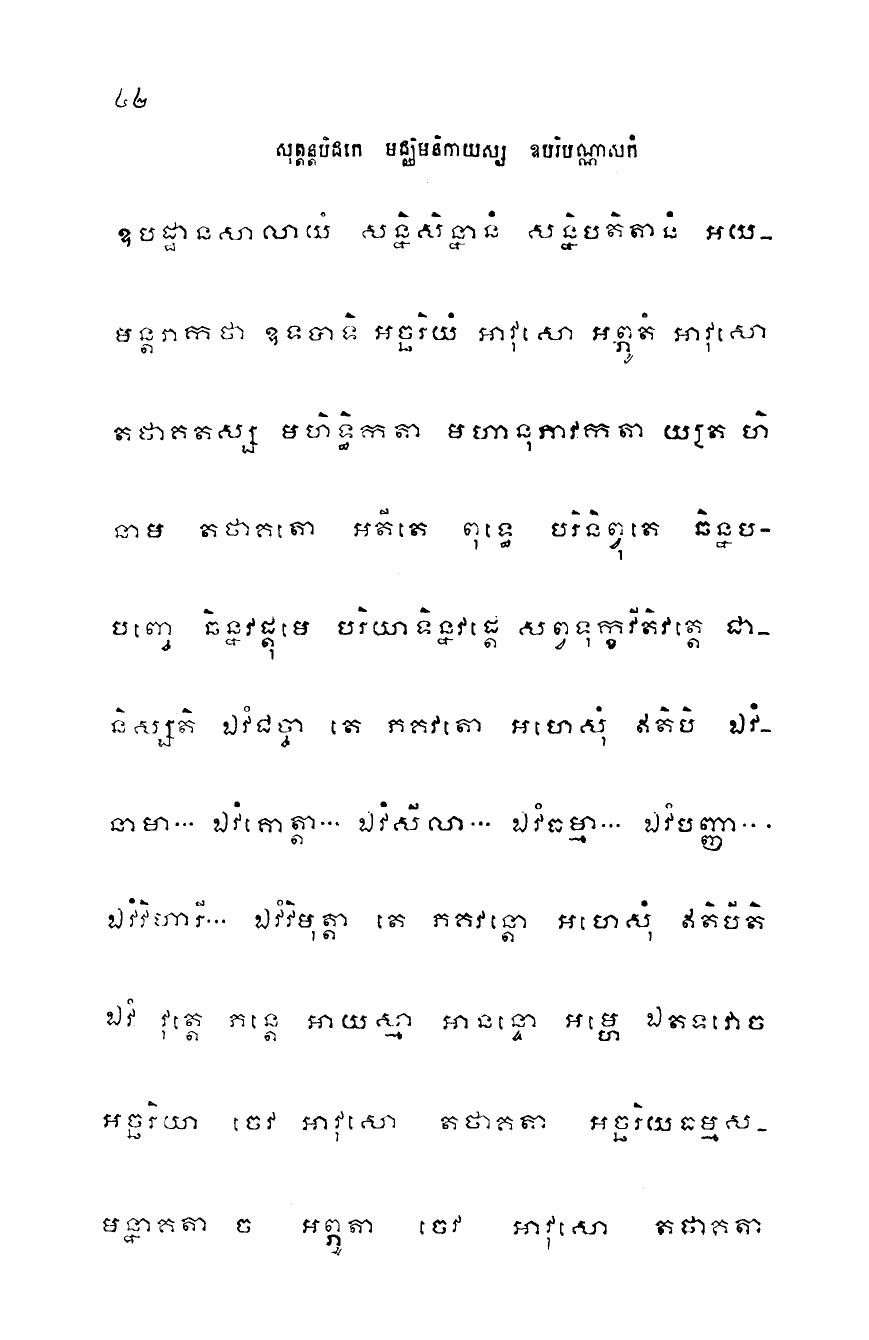 ៤២
សុត្តន្តបិដកេ មជ្ឈិមនិកាយស្ស ឧបរិបណ្ណាសកំ
ឧបដ្ឋានសាលាយំ សន្និសិន្នានំ សន្និបតិតានំ អយ-
មន្តរាកថា ឧទបាទិ អច្ឆរិយំ អាវុសោ អព្ភូតំ អាវុសោ
តថាគតស្ស មហិទ្ធិកតា មហានុភាវកតា យត្រ ហិ
នាម តថាគតោ អតីតេ ពុទ្ធេ បរិនិព្វុតេ ឆិន្នប-
បញ្ចេ ឆិន្នវដ្តុមេ បរិយាទិន្នវដ្តេ សព្វទុក្ខវីតិវត្តេ ជា-
និស្សតិ ឯវំជច្ចា តេ ភគវតោ អហេសុំ ឥតិបិ ឯវំ-
នាមា... ឯវំគោត្តា... ឯវំសីលា... ឯវំធម្មា... ឯវំបញ្ញា...
ឯវំវិហារី... ឯវំវិមុត្តា តេ ភគវន្តោ អហេសុំ ឥតិបីតិ
ឯវំ វុត្តេ ភន្តេ អាយស្មា អានន្ទោ អម្ហេ ឯតទវោច
អច្ឆរិយា ចេវ អាវុសោ តថាគតា អច្ឆរិយធម្មស-
មន្នាគតា ច អព្ភូតា ចេវ អាវុសោ តថាគតា